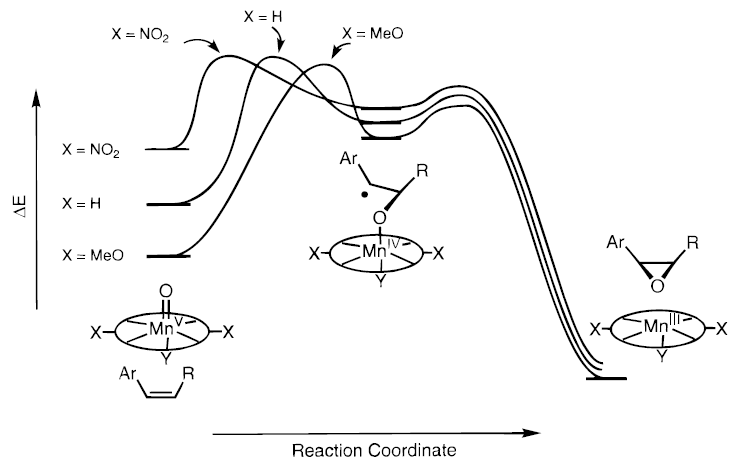 X = H
X = NO₂
X = MeO
ΔE
X = NO₂
X = H
X = MeO
Ar
R
O
X
Mn
IV
X
Y
Ar
R
O
X
Mn
III
X
Y
O
X
Mn
V
X
Y
Ar
R
Reaction Coordinate